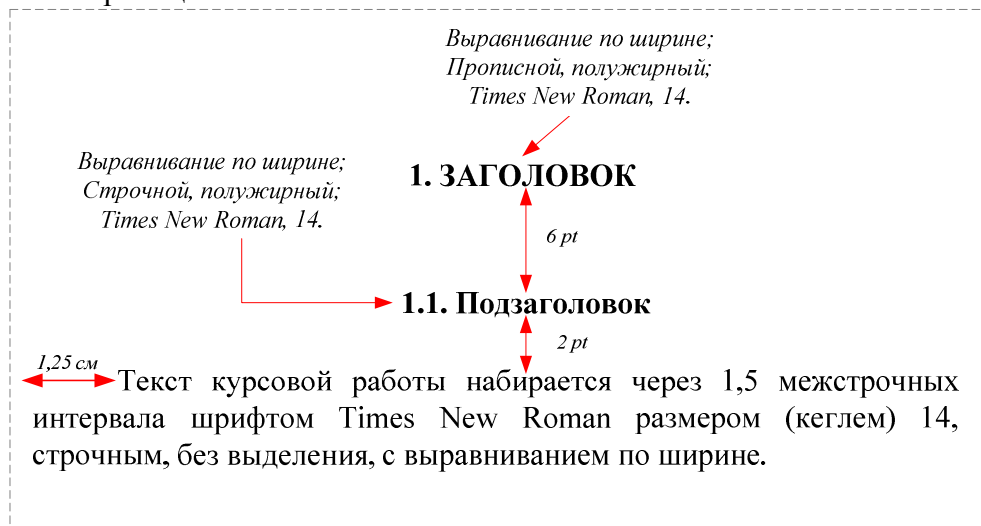 Выравнивание по ширине;
Прописной, полужирный;
Times New Roman, 14.
1. ЗАГОЛОВОК
Выравнивание по ширине;
Строчной, полужирный;
Times New Roman, 14.
6 pt
1.1. Подзаголовок
2 pt
1,25 см
Текст курсовой работы набирается через 1,5 межстрочных
интервала шрифтом Times New Roman размером (кеглем) 14,
строчным, без выделения, с выравниванием по ширине.